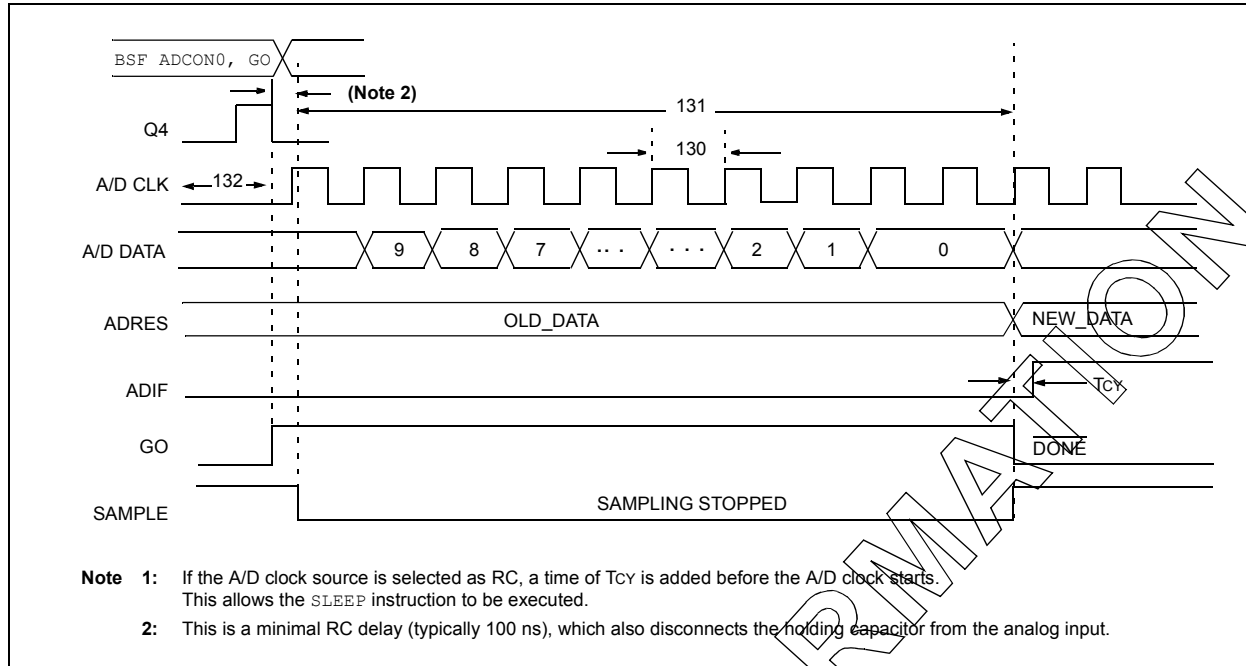 BSF ADCON0, GO
(Note 2)
131
Q4
130
A/D CLK
132
A/D DATA
9 8 7 ... ... 2 1 0
ADRES
OLD_DATA
NEW_DATA
ADIF
TCY
GO
DONE
SAMPLE
SAMPLING STOPPED
Note 1: If the A/D clock source is selected as RC, a time of TCY is added before the A/D clock starts.
This allows the SLEEP instruction to be executed.
2: This is a minimal RC delay (typically 100 ns), which also disconnects the holding capacitor from the analog input.
RMATION